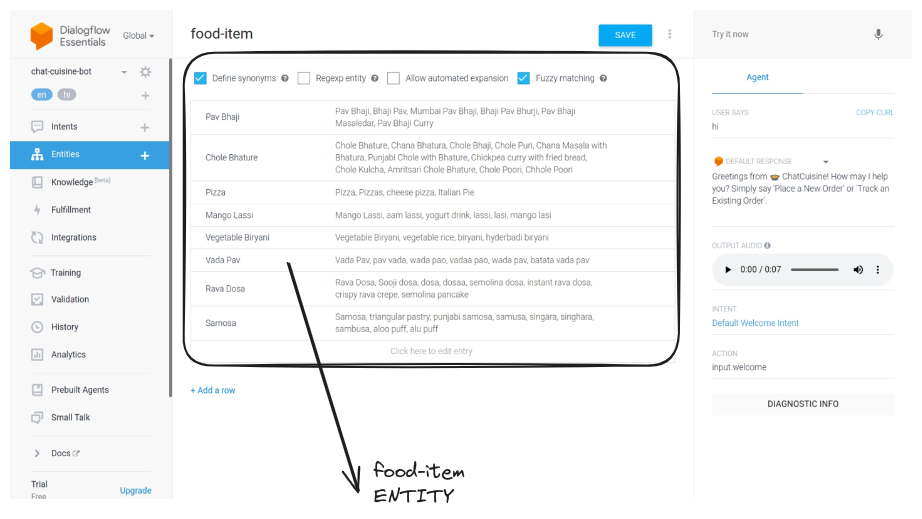 Dialogflow
Essentials
Global
chat-cuisine-bot
en
hi
Intents
Entities
Knowledge [beta]
Fulfillment
Integrations
Training
Validation
History
Analytics
Prebuilt Agents
Small Talk
Docs
Trial
Free
Upgrade
food-item
SAVE
Define synonyms
Regexp entity
Allow automated expansion
Fuzzy matching
Pav Bhaji
Pav Bhaji, Bhaji Pav, Mumbai Pav Bhaji, Bhaji Pav Bhurji, Pav Bhaji
Masaledar, Pav Bhaji Curry
Chole Bhature
Chole Bhature, Chana Bhatura, Chole Bhaji, Chole Puri, Chana Masala with
Bhatura, Punjabi Chole with Bhature, Chickpea curry with fried bread,
Chole Kulcha, Amritsari Chole Bhature, Chole Poori, Chhole Poori
Pizza
Pizza, Pizzas, cheese pizza, Italian Pie
Mango Lassi
Mango Lassi, aam lassi, yogurt drink, lassi, lasi, mango lasi
Vegetable Biryani
Vegetable Biryani, vegetable rice, biryani, hyderbadi biryani
Vada Pav
Vada Pav, pav vada, wada pao, vadaa pao, wada pav, batata vada pav
Rava Dosa
Rava Dosa, Sooji dosa, dosa, dosaa, semolina dosa, instant rava dosa,
crispy rava crepe, semolina pancake
Samosa
Samosa, triangular pastry, punjabi samosa, samusa, singara, singhara,
sambusa, aloo puff, alu puff
Click here to edit entry
+ Add a row
food-item
ENTITY
Try it now
Agent
USER SAYS
COPY CURL
hi
DEFAULT RESPONSE
Greetings from 🍲 ChatCuisine! How may I help
you? Simply say 'Place a New Order' or 'Track an
Existing Order'.
OUTPUT AUDIO
0:00 / 0:07
INTENT
Default Welcome Intent
ACTION
input.welcome
DIAGNOSTIC INFO